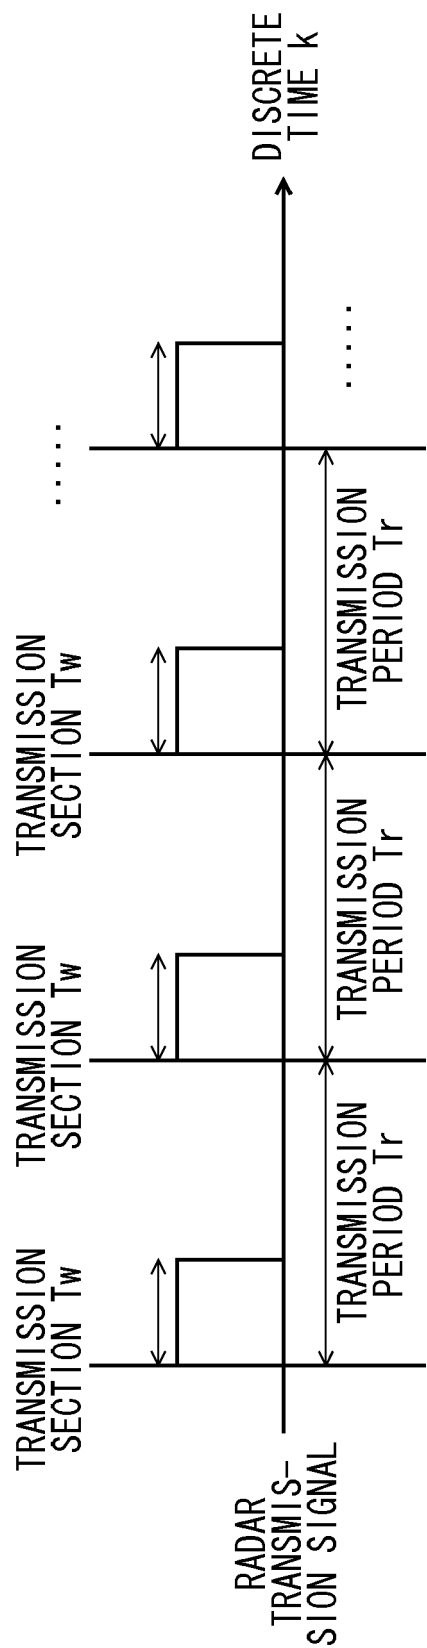 TRANSMISSION
SECTION Tw
TRANSMISSION
SECTION Tw
TRANSMISSION
SECTION Tw
.....
RADAR
TRANSMIS-
SION SIGNAL
DISCRETE
TIME k
TRANSMISSION
PERIOD Tr
TRANSMISSION
PERIOD Tr
TRANSMISSION
PERIOD Tr
.....